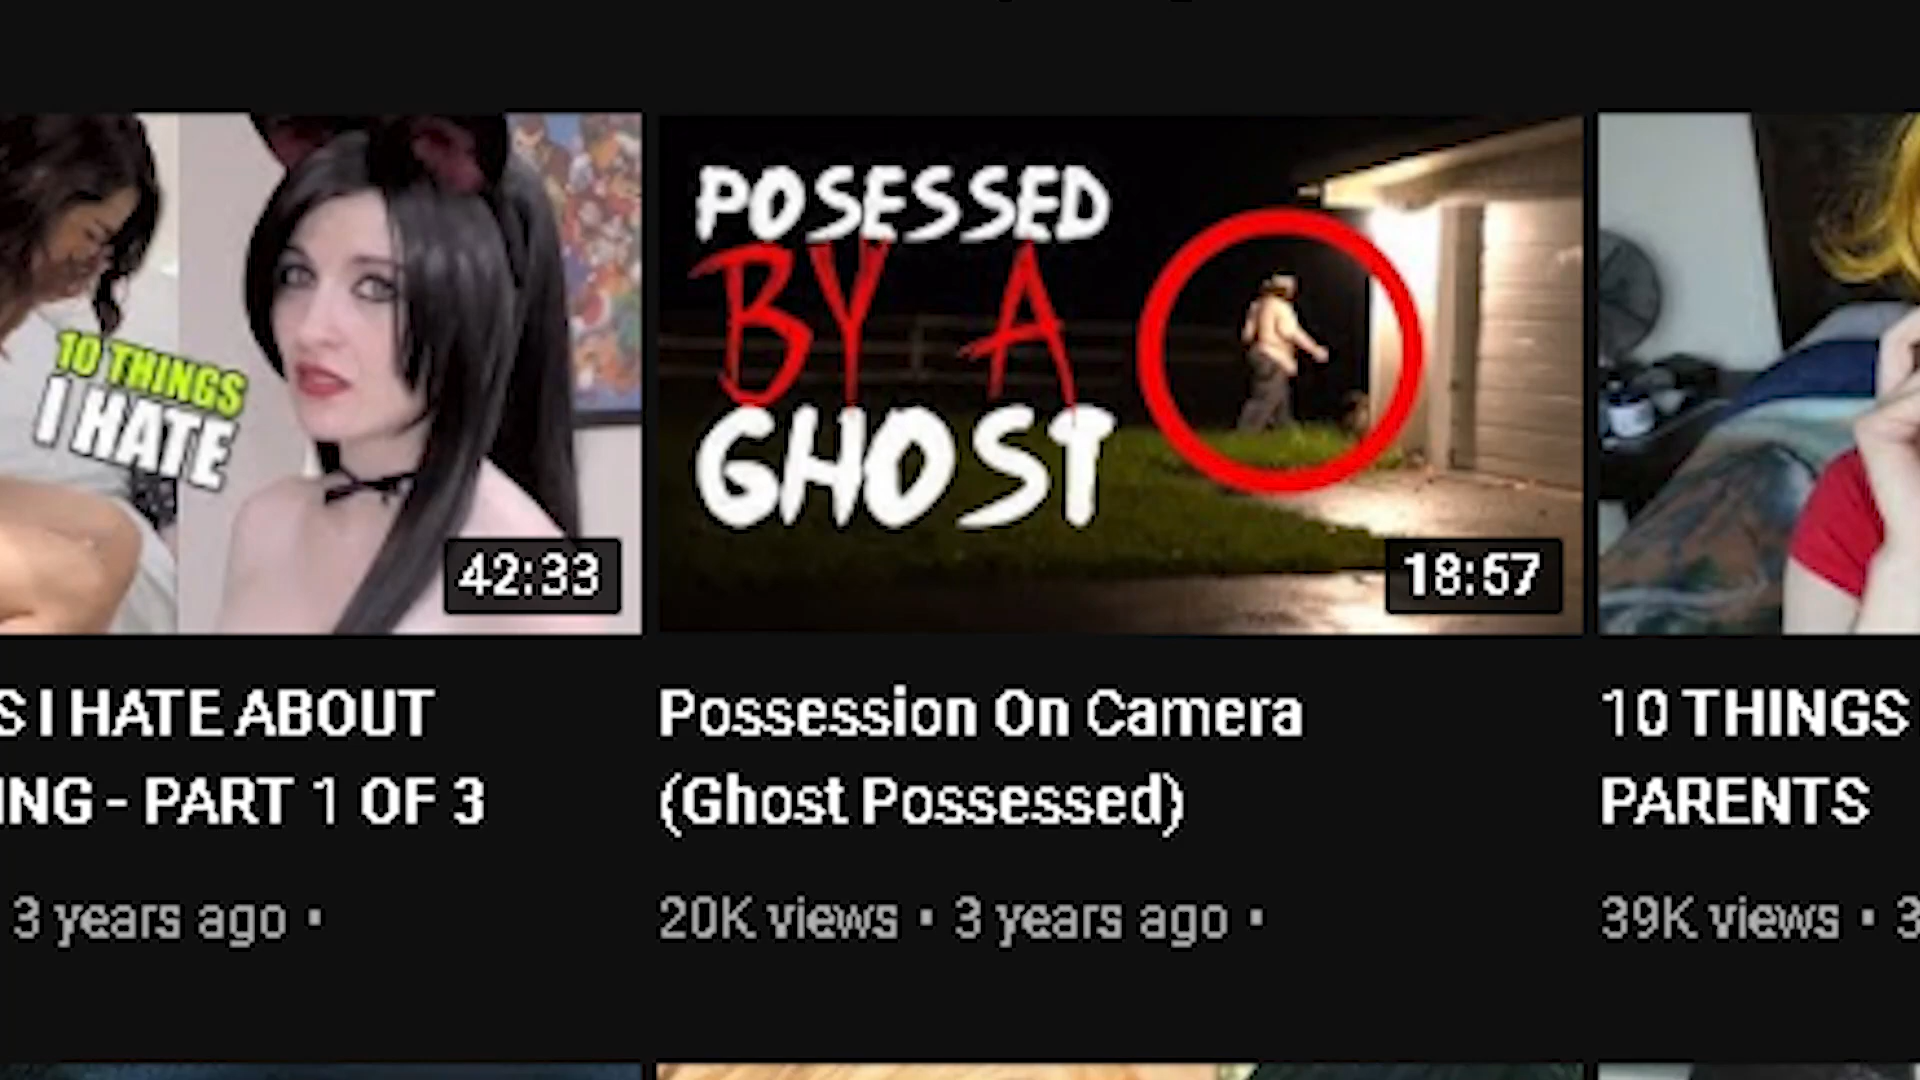 10 THINGS
I HATE
42:33
S I HATE ABOUT
ING - PART 1 OF 3
3 years ago •
POSESSED
BY A
GHOST
18:57
Possession On Camera
(Ghost Possessed)
20K views • 3 years ago •
10 THINGS
PARENTS
39K views • 3